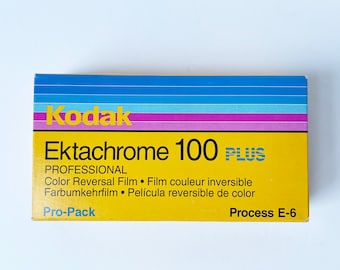 Kodak
Ektachrome 100 PLUS
PROFESSIONAL
Color Reversal Film • Film couleur inversible
Farbumkehrfilm • Película reversible de color
Pro-Pack Process E-6